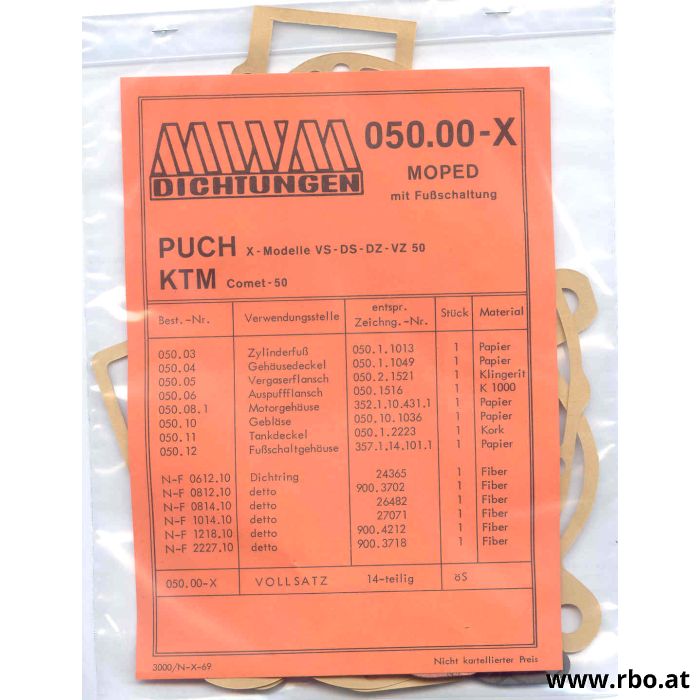 MWM 050.00-X
DICHTUNGEN
MOPED
mit Fußschaltung
PUCH X-Modelle VS-DS-DZ-VZ 50
KTM Comet-50
Best.-Nr. Verwendungsstelle entspr. Zeichng.-Nr. Stück Material
050.03 Zylinderfuß 050.1.1013 1 Papier
050.04 Gehäusedeckel 050.1.1049 1 Papier
050.05 Vergaserflansch 050.2.1521 1 Klingerit
050.06 Auspuffflansch 050.1516 1 K 1000
050.08.1 Motorgehäuse 352.1.10.431.1 1 Papier
050.10 Gebläse 050.10.1036 1 Papier
050.11 Tankdeckel 050.1.2223 1 Kork
050.12 Fußschaltgehäuse 357.1.14.101.1 1 Papier
N-F 0612.10 Dichtring 24365 1 Fiber
N-F 0812.10 detto 900.3702 1 Fiber
N-F 0814.10 detto 26482 1 Fiber
N-F 1014.10 detto 27071 1 Fiber
N-F 1218.10 detto 900.4212 1 Fiber
N-F 2227.10 detto 900.3718 1 Fiber
050.00-X VOLLSATZ 14-teilig öS
3000/N-X-69 Nicht kartellierter Preis
www.rbo.at